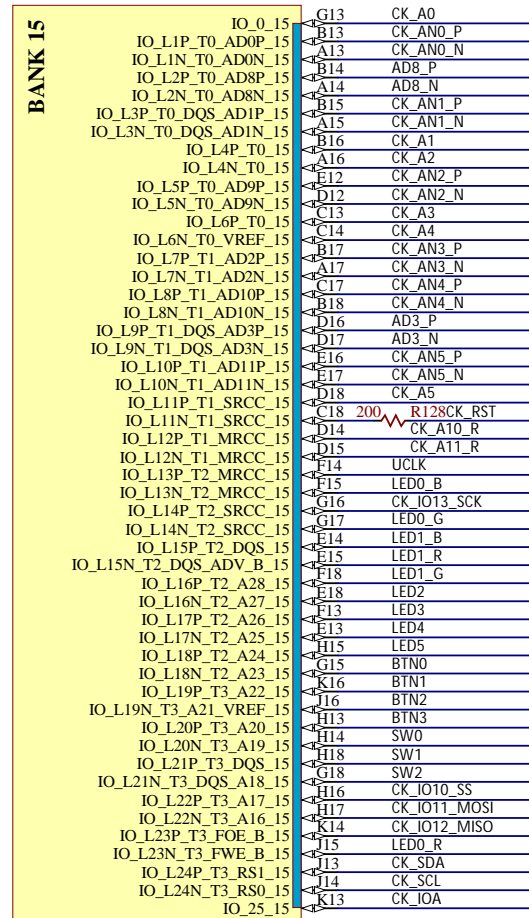 BANK 15
IO_0_15 G13 CK_A0
IO_L1P_T0_AD0P_15 B13 CK_AN0_P
IO_L1N_T0_AD0N_15 A13 CK_AN0_N
IO_L2P_T0_AD8P_15 B14 AD8_P
IO_L2N_T0_AD8N_15 A14 AD8_N
IO_L3P_T0_DQS_AD1P_15 B15 CK_AN1_P
IO_L3N_T0_DQS_AD1N_15 A15 CK_AN1_N
IO_L4P_T0_15 B16 CK_A1
IO_L4N_T0_15 A16 CK_A2
IO_L5P_T0_AD9P_15 E12 CK_AN2_P
IO_L5N_T0_AD9N_15 D12 CK_AN2_N
IO_L6P_T0_15 C13 CK_A3
IO_L6N_T0_VREF_15 C14 CK_A4
IO_L7P_T1_AD2P_15 B17 CK_AN3_P
IO_L7N_T1_AD2N_15 A17 CK_AN3_N
IO_L8P_T1_AD10P_15 C17 CK_AN4_P
IO_L8N_T1_AD10N_15 B18 CK_AN4_N
IO_L9P_T1_DQS_AD3P_15 D16 AD3_P
IO_L9N_T1_DQS_AD3N_15 D17 AD3_N
IO_L10P_T1_AD11P_15 E16 CK_AN5_P
IO_L10N_T1_AD11N_15 E17 CK_AN5_N
IO_L11P_T1_SRCC_15 D18 CK_A5
IO_L11N_T1_SRCC_15 C18 200 R128 CK_RST
IO_L12P_T1_MRCC_15 D14 CK_A10_R
IO_L12N_T1_MRCC_15 D15 CK_A11_R
IO_L13P_T2_MRCC_15 F14 UCLK
IO_L13N_T2_MRCC_15 F15 LED0_B
IO_L14P_T2_SRCC_15 G16 CK_IO13_SCK
IO_L14N_T2_SRCC_15 G17 LED0_G
IO_L15P_T2_DQS_15 E14 LED1_B
IO_L15N_T2_DQS_ADV_B_15 E15 LED1_R
IO_L16P_T2_A28_15 F18 LED1_G
IO_L16N_T2_A27_15 E18 LED2
IO_L17P_T2_A26_15 F13 LED3
IO_L17N_T2_A25_15 E13 LED4
IO_L18P_T2_A24_15 H15 LED5
IO_L18N_T2_A23_15 G15 BTN0
IO_L19P_T3_A22_15 K16 BTN1
IO_L19N_T3_A21_VREF_15 J16 BTN2
IO_L20P_T3_A20_15 H13 BTN3
IO_L20N_T3_A19_15 H14 SW0
IO_L21P_T3_DQS_15 H18 SW1
IO_L21N_T3_DQS_A18_15 G18 SW2
IO_L22P_T3_A17_15 H16 CK_IO10_SS
IO_L22N_T3_A16_15 H17 CK_IO11_MOSI
IO_L23P_T3_FOE_B_15 K14 CK_IO12_MISO
IO_L23N_T3_FWE_B_15 J15 LED0_R
IO_L24P_T3_RS1_15 J13 CK_SDA
IO_L24N_T3_RS0_15 J14 CK_SCL
IO_25_15 K13 CK_IOA